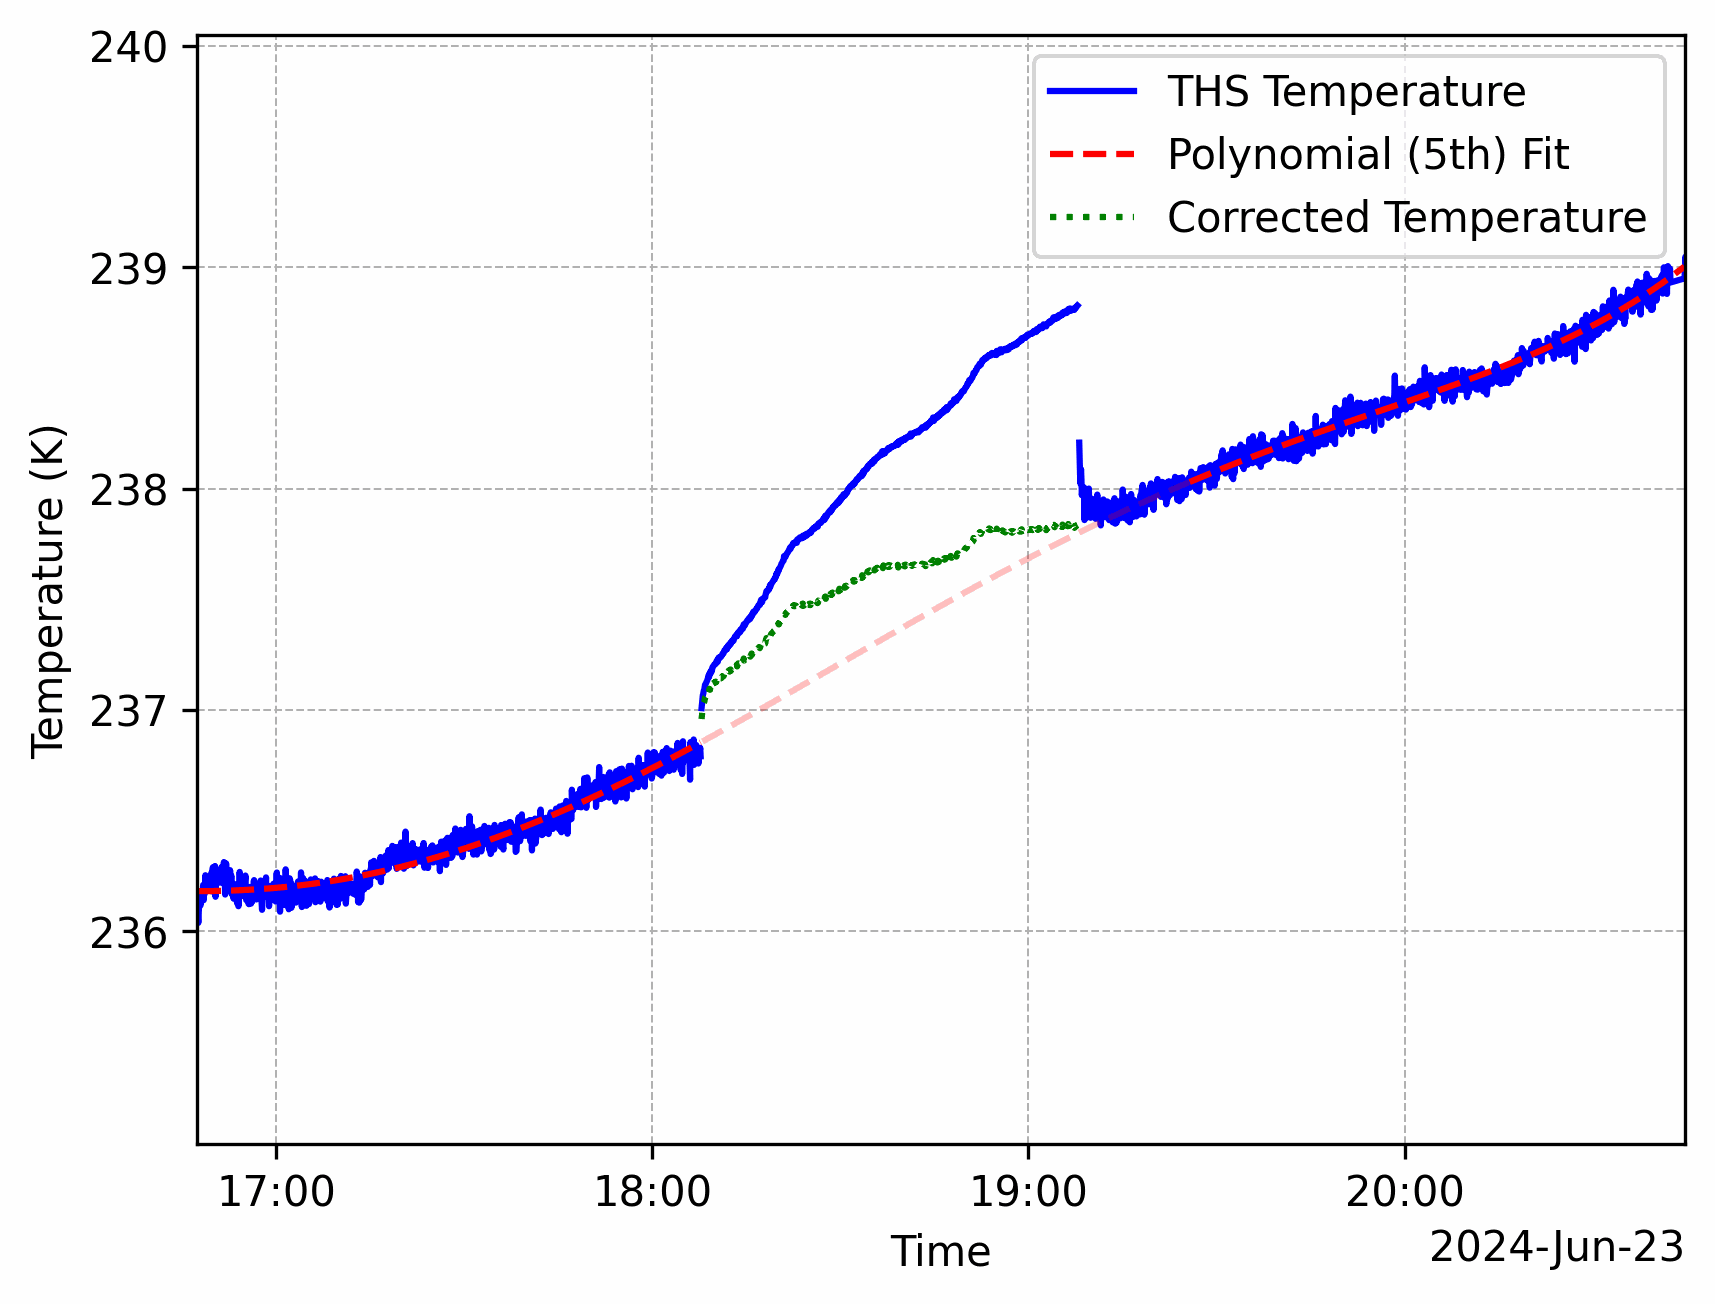 240
239
238
237
236
Temperature (K)
THS Temperature
Polynomial (5th) Fit
Corrected Temperature
17:00 18:00 19:00 20:00
Time
2024-Jun-23